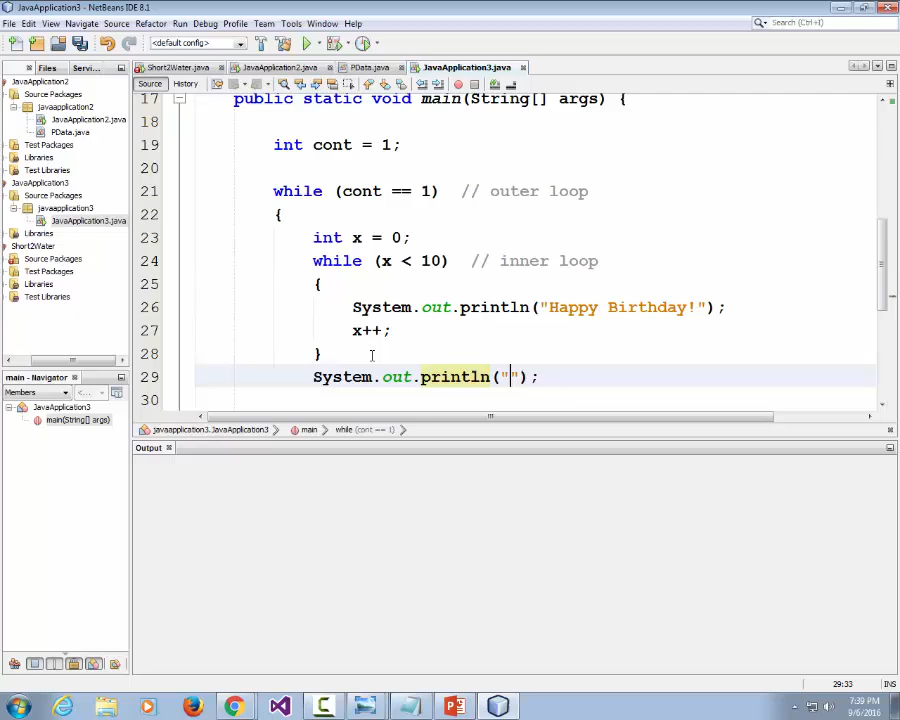 JavaApplication3 - NetBeans IDE 8.1
File Edit View Navigate Source Refactor Run Debug Profile Team Tools Window Help
<default config>
Search (Ctrl+I)
Files
Servi...
Short2Water.java
JavaApplication2.java
PData.java
JavaApplication3.java
Source
History
JavaApplication2
Source Packages
javaapplication2
JavaApplication2.java
PData.java
Test Packages
Libraries
Test Libraries
JavaApplication3
Source Packages
javaapplication3
JavaApplication3.java
Libraries
Short2Water
Source Packages
Test Packages
Libraries
Test Libraries
17 public static void main(String[] args) {
18
19 int cont = 1;
20
21 while (cont == 1) // outer loop
22 {
23 int x = 0;
24 while (x < 10) // inner loop
25 {
26 System.out.println("Happy Birthday!");
27 x++;
28 }
29 System.out.println("");
30
main - Navigator
Members
<...>
JavaApplication3
main(String[] args)
javaapplication3.JavaApplication3
main
while (cont == 1)
Output
29:33
INS
7:39 PM
9/6/2016